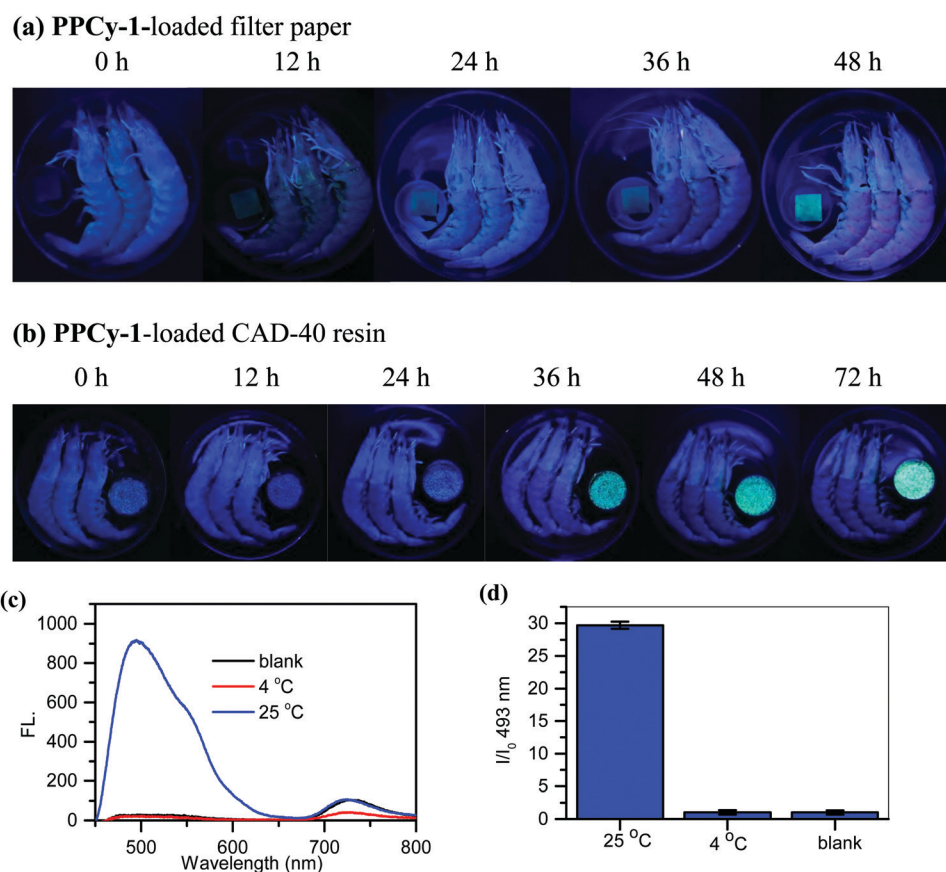 (a) PPCy-1-loaded filter paper
0 h 12 h 24 h 36 h 48 h
(b) PPCy-1-loaded CAD-40 resin
0 h 12 h 24 h 36 h 48 h 72 h
(c)
1000
800
600
400
200
0
FL.
blank
4 °C
25 °C
500 600 700 800
Wavelength (nm)
(d)
30
25
20
15
10
5
0
I/I₀ 493 nm
25 °C 4 °C blank